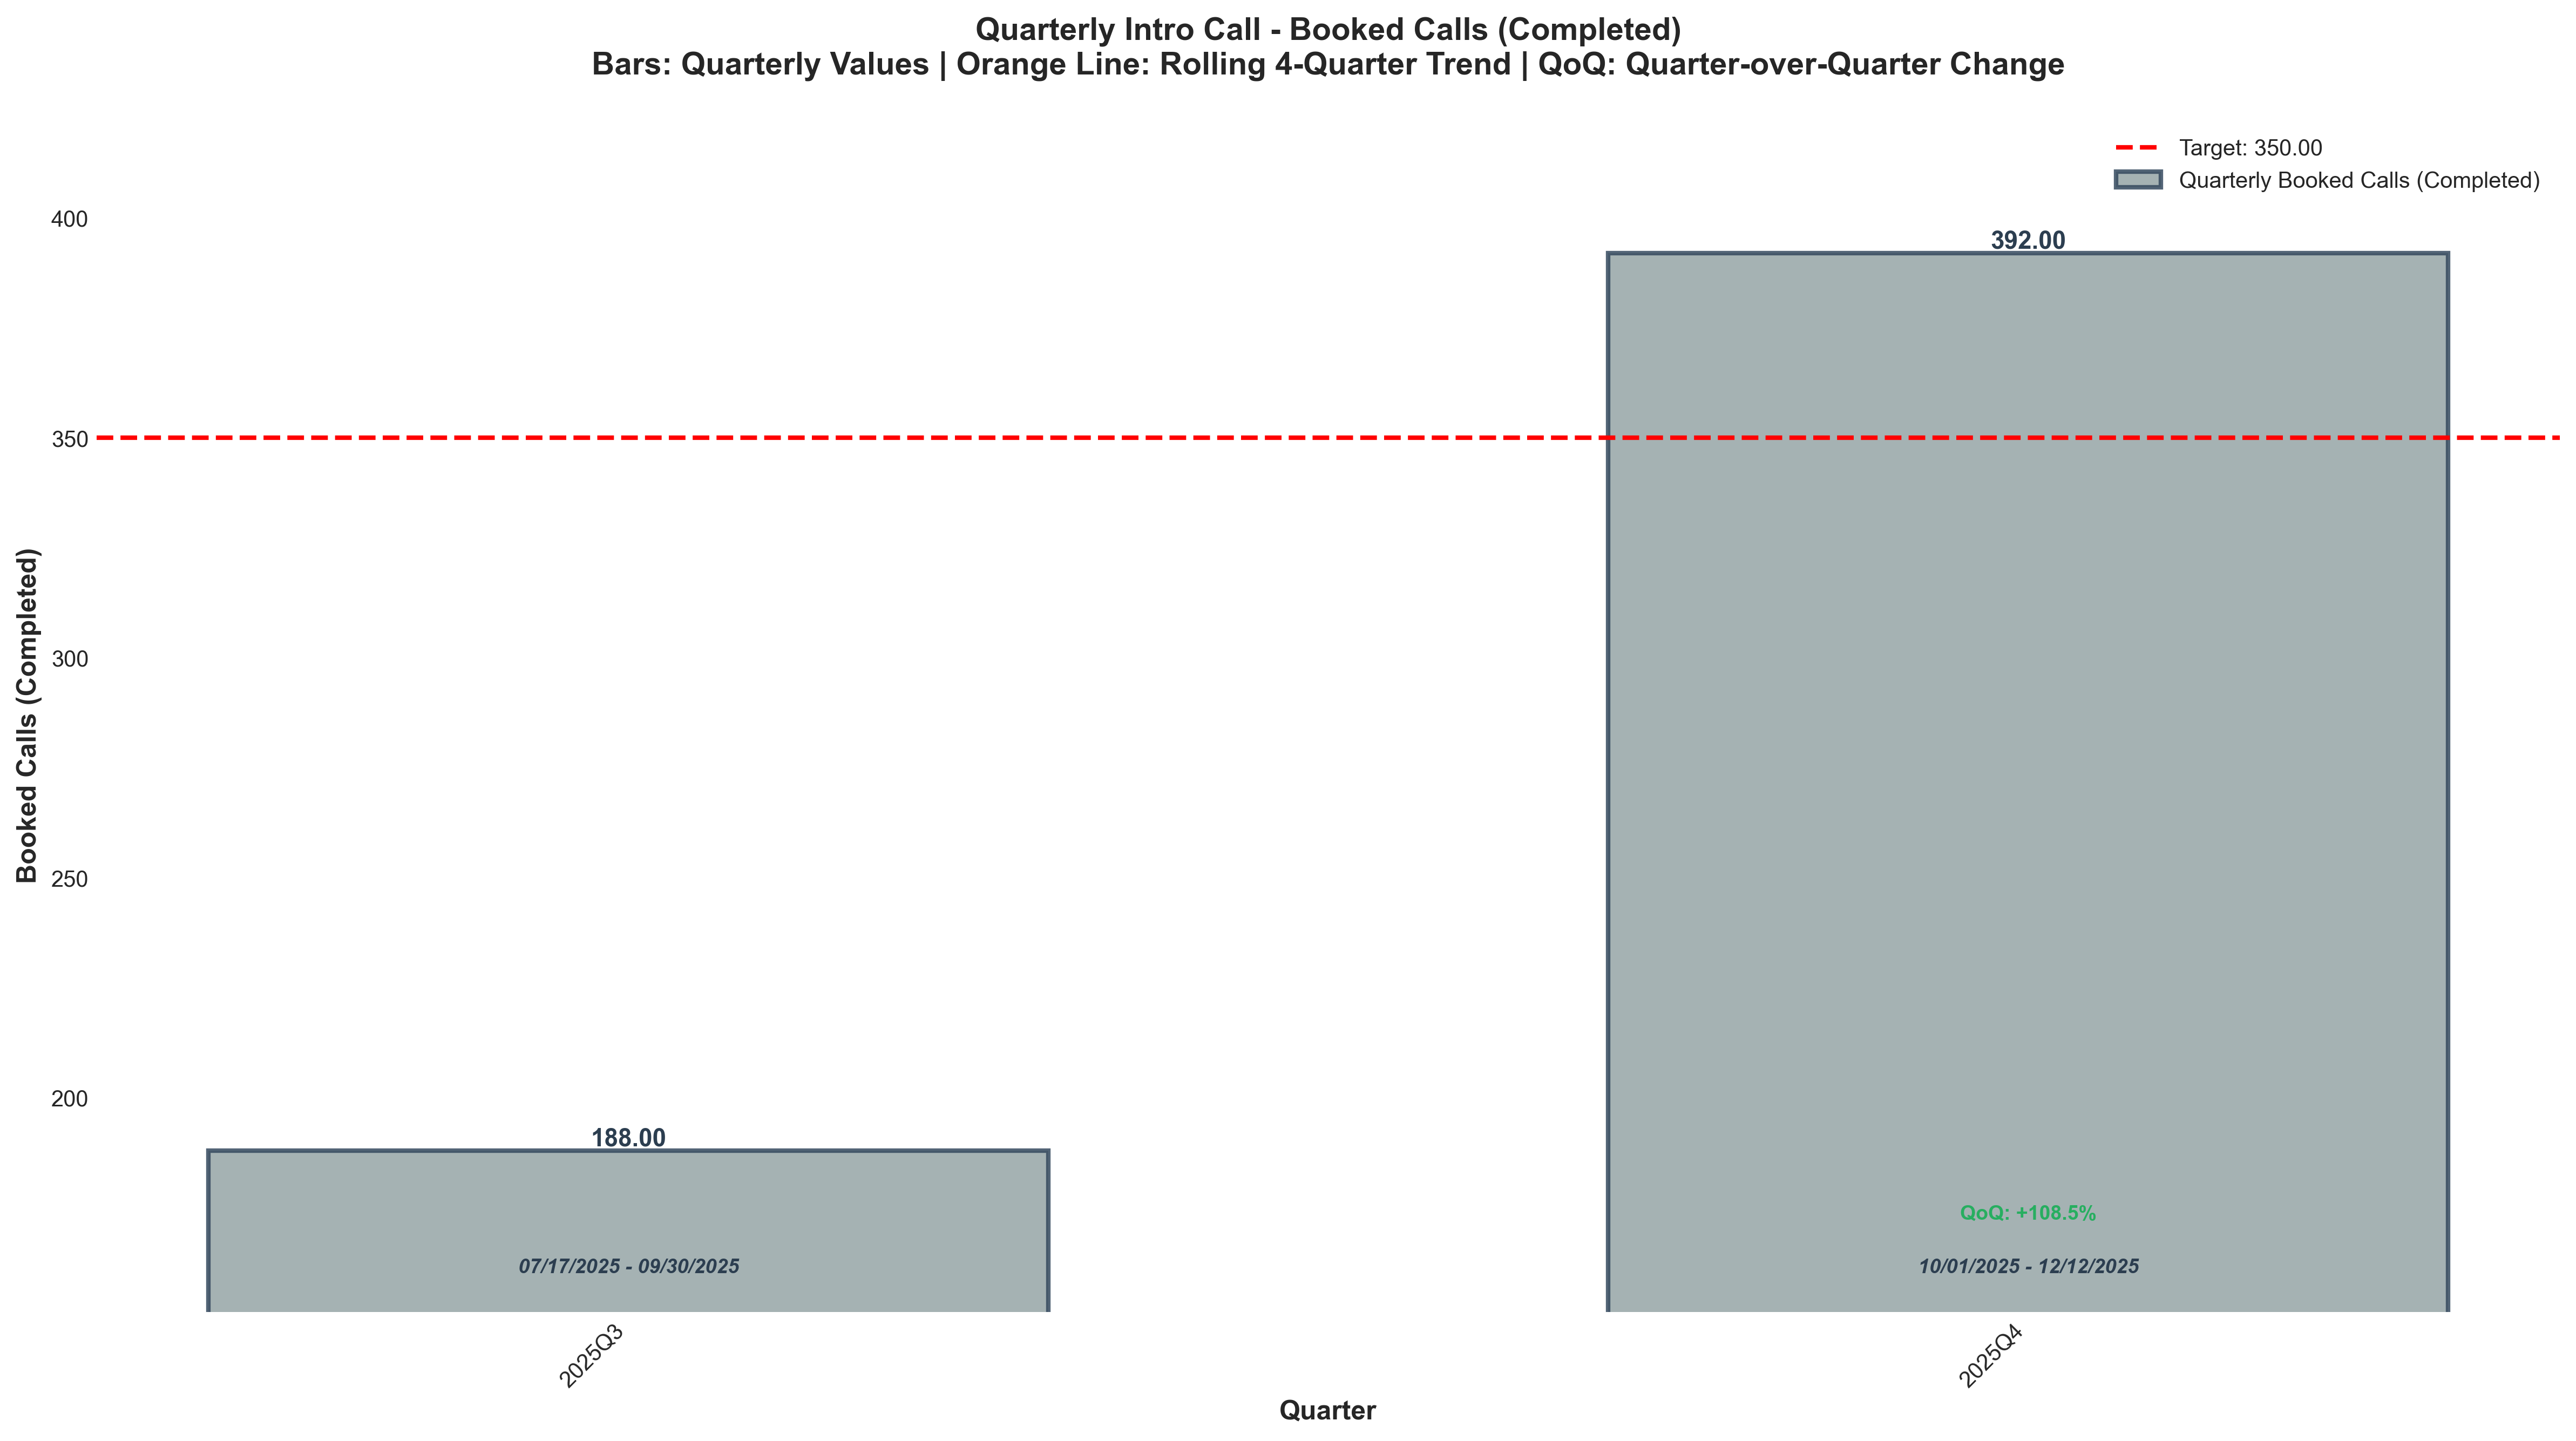 Quarterly Intro Call - Booked Calls (Completed)
Bars: Quarterly Values | Orange Line: Rolling 4-Quarter Trend | QoQ: Quarter-over-Quarter Change
Target: 350.00
Quarterly Booked Calls (Completed)
400
392.00
350
300
250
200
188.00
QoQ: +108.5%
07/17/2025 - 09/30/2025
10/01/2025 - 12/12/2025
Booked Calls (Completed)
2025Q3
2025Q4
Quarter